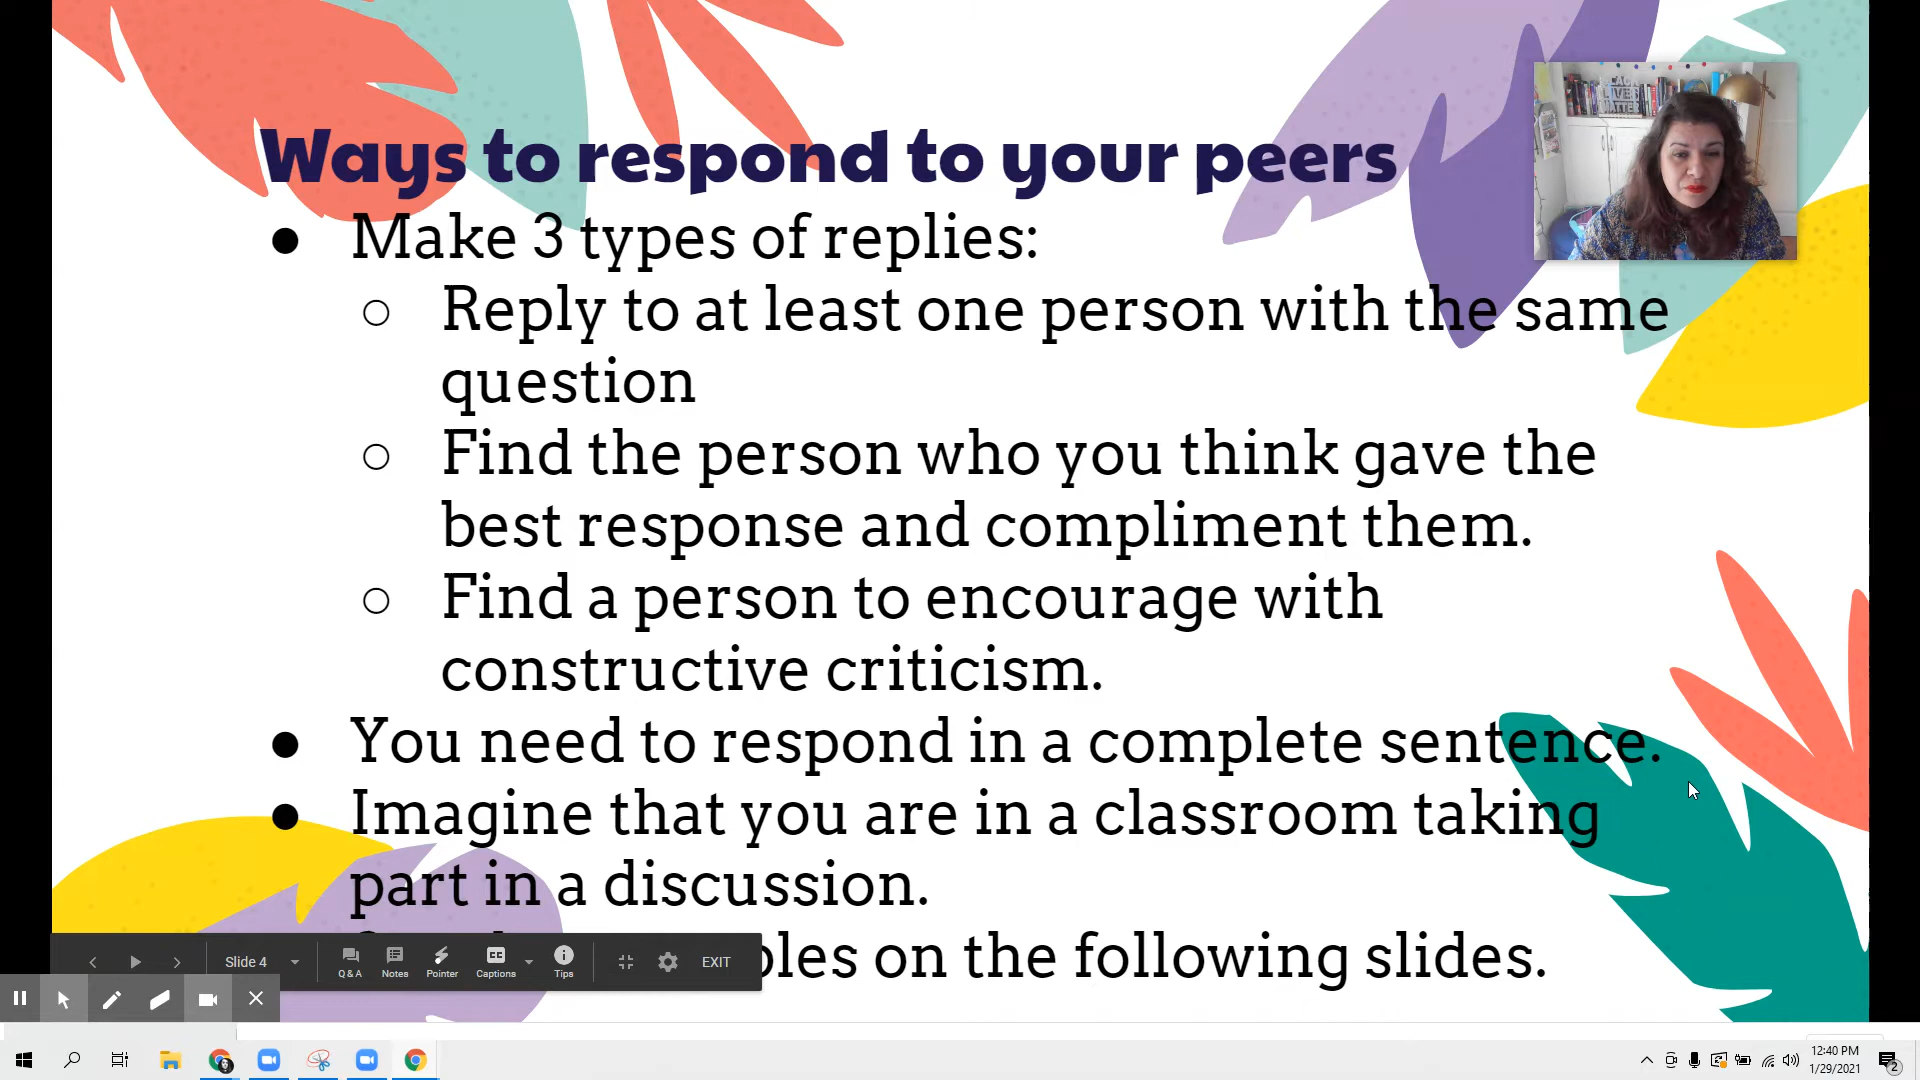 Ways to respond to your peers
● Make 3 types of replies:
○ Reply to at least one person with the same
question
○ Find the person who you think gave the
best response and compliment them.
○ Find a person to encourage with
constructive criticism.
● You need to respond in a complete sentence.
● Imagine that you are in a classroom taking
part in a discussion.
on the following slides.
Slide 4
Q & A
Notes
Pointer
Captions
Tips
EXIT
12:40 PM
1/29/2021
2